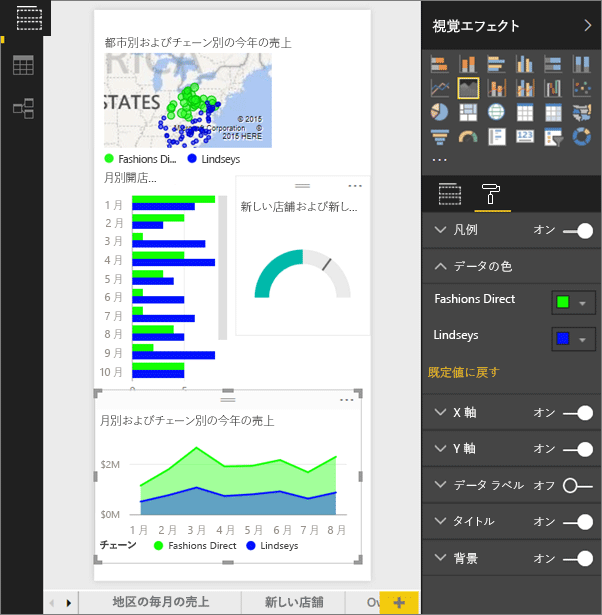 都市別およびチェーン別の今年の売上
RICA
STATES
© 2015
Corporation ©
2015 HERE
Fashions Di... Lindseys
月別開店...
1 月
2 月
3 月
4 月
5 月
6 月
7 月
8 月
9 月
10 月
0 5
新しい店舗および新し...
月別およびチェーン別の今年の売上
$2M
$0M
1 月 2 月 3 月 4 月 5 月 6 月 7 月 8 月
チェーン Fashions Direct Lindseys
地区の毎月の売上 新しい店舗 Ov
視覚エフェクト
123
凡例 オン
データの色
Fashions Direct
Lindseys
既定値に戻す
X 軸 オン
Y 軸 オン
データ ラベル オフ
タイトル オン
背景 オン